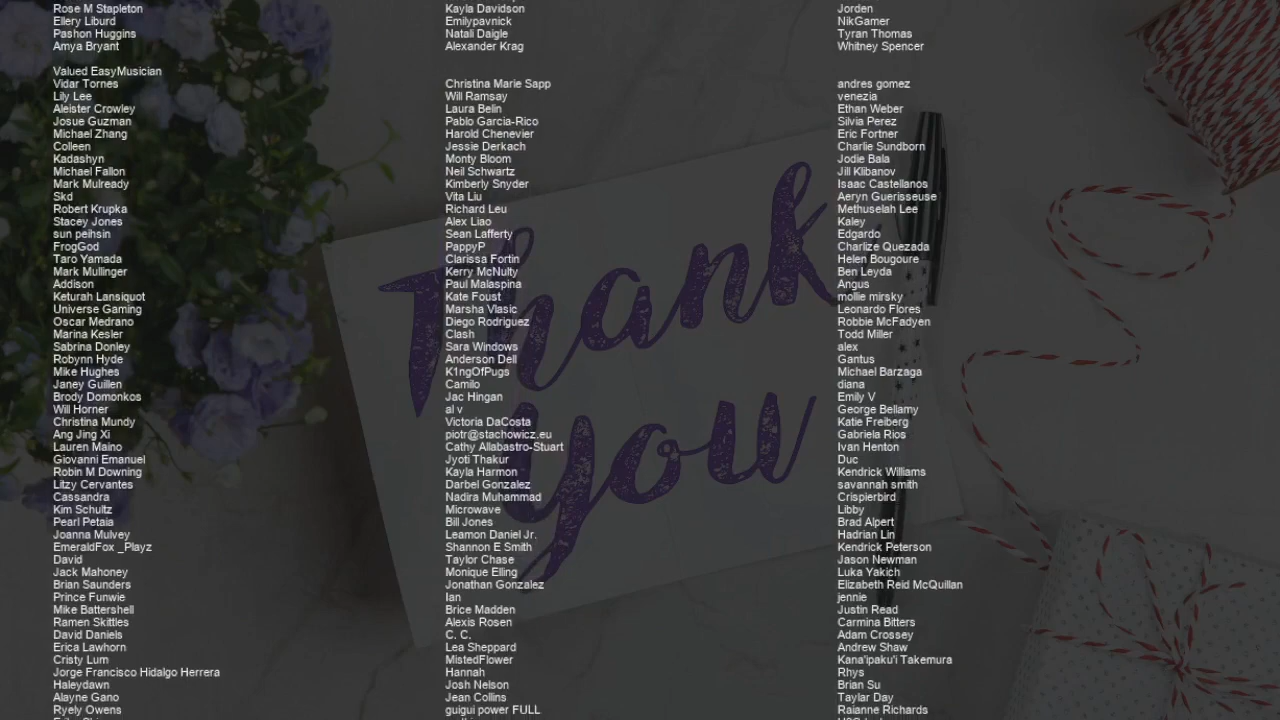 Rose M Stapleton
Ellery Liburd
Pashon Huggins
Amya Bryant
Kayla Davidson
Emilypavnick
Natali Daigle
Alexander Krag
Jorden
NikGamer
Tyran Thomas
Whitney Spencer
Valued EasyMusician
Vidar Tornes
Lily Lee
Aleister Crowley
Josue Guzman
Michael Zhang
Colleen
Kadashyn
Michael Fallon
Mark Mulready
Skd
Robert Krupka
Stacey Jones
sun peihsin
FrogGod
Taro Yamada
Mark Mullinger
Addison
Keturah Lansiquot
Universe Gaming
Oscar Medrano
Marina Kesler
Sabrina Donley
Robynn Hyde
Mike Hughes
Janey Guillen
Brody Domonkos
Will Horner
Christina Mundy
Ang Jing Xi
Lauren Maino
Giovanni Emanuel
Robin M Downing
Litzy Cervantes
Cassandra
Kim Schultz
Pearl Petaia
Joanna Mulvey
EmeraldFox _Playz
David
Jack Mahoney
Brian Saunders
Prince Funwie
Mike Battershell
Ramen Skittles
David Daniels
Erica Lawhorn
Cristy Lum
Jorge Francisco Hidalgo Herrera
Haleydawn
Alayne Gano
Ryely Owens
Christina Marie Sapp
Will Ramsay
Laura Belin
Pablo Garcia-Rico
Harold Chenevier
Jessie Derkach
Monty Bloom
Neil Schwartz
Kimberly Snyder
Vita Liu
Richard Leu
Alex Liao
Sean Lafferty
PappyP
Clarissa Fortin
Kerry McNulty
Paul Malaspina
Kate Foust
Marsha Vlasic
Diego Rodriguez
Clash
Sara Windows
Anderson Dell
K1ngOfPugs
Camilo
Jac Hingan
al v
Victoria DaCosta
piotr@stachowicz.eu
Cathy Allabastro-Stuart
Jyoti Thakur
Kayla Harmon
Darbel Gonzalez
Nadira Muhammad
Microwave
Bill Jones
Leamon Daniel Jr.
Shannon E Smith
Taylor Chase
Monique Elling
Jonathan Gonzalez
Ian
Brice Madden
Alexis Rosen
C. C.
Lea Sheppard
MistedFlower
Hannah
Josh Nelson
Jean Collins
guigui power FULL
andres gomez
venezia
Ethan Weber
Silvia Perez
Eric Fortner
Charlie Sundborn
Jodie Bala
Jill Klibanov
Isaac Castellanos
Aeryn Guerisseuse
Methuselah Lee
Kaley
Edgardo
Charlize Quezada
Helen Bougoure
Ben Leyda
Angus
mollie mirsky
Leonardo Flores
Robbie McFadyen
Todd Miller
alex
Gantus
Michael Barzaga
diana
Emily V
George Bellamy
Katie Freiberg
Gabriela Rios
Ivan Henton
Duc
Kendrick Williams
savannah smith
Crispierbird
Libby
Brad Alpert
Hadrian Lin
Kendrick Peterson
Jason Newman
Luka Yakich
Elizabeth Reid McQuillan
jennie
Justin Read
Carmina Bitters
Adam Crossey
Andrew Shaw
Kana'ipaku'i Takemura
Rhys
Brian Su
Taylar Day
Raianne Richards
Thank
you